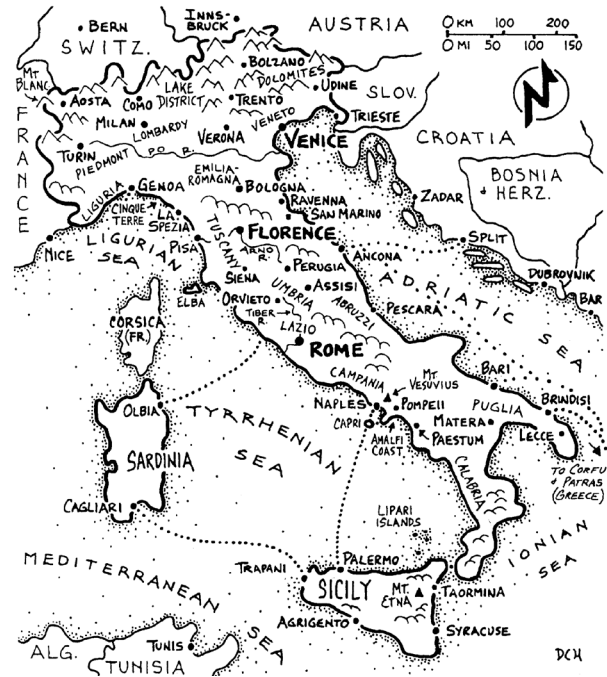 BERN
SWITZ.
INNS-
BRUCK
AUSTRIA
0 KM 100 200
0 MI 50 100 150
N
MT
BLANC
AOSTA
COMO
LAKE
DISTRICT
BOLZANO
DOLOMITES
UDINE
SLOV.
TRENTO
TRIESTE
FRANCE
MILAN
LOMBARDY
VERONA
VENETO
VENICE
CROATIA
TURIN
PIEDMONT
PO R.
BOSNIA
& HERZ.
EMILIA-
ROMAGNA
BOLOGNA
RAVENNA
SAN MARINO
ZADAR
LIGURIA
GENOA
CINQUE
TERRE
LA
SPEZIA
PISA
TUSCANY
FLORENCE
ARNO
R.
ANCONA
SPLIT
NICE
LIGURIAN
SEA
SIENA
PERUGIA
ASSISI
UMBRIA
DUBROVNIK
BAR
ELBA
ORVIETO
TIBER
R.
ABRUZZI
PESCARA
ADRIATIC SEA
CORSICA
(FR.)
LAZIO
ROME
CAMPANIA
MT
VESUVIUS
BARI
BRINDISI
OLBIA
TYRRHENIAN
SEA
NAPLES
POMPEII
PUGLIA
CAPRI
AMALFI
COAST
MATERA
PAESTUM
LECCE
SARDINIA
TO CORFU
& PATRAS
(GREECE)
CALABRIA
CAGLIARI
LIPARI
ISLANDS
IONIAN
SEA
MEDITERRANEAN
SEA
TRAPANI
PALERMO
SICILY
MT.
ETNA
TAORMINA
AGRIGENTO
SYRACUSE
ALG.
TUNIS
TUNISIA
DCH